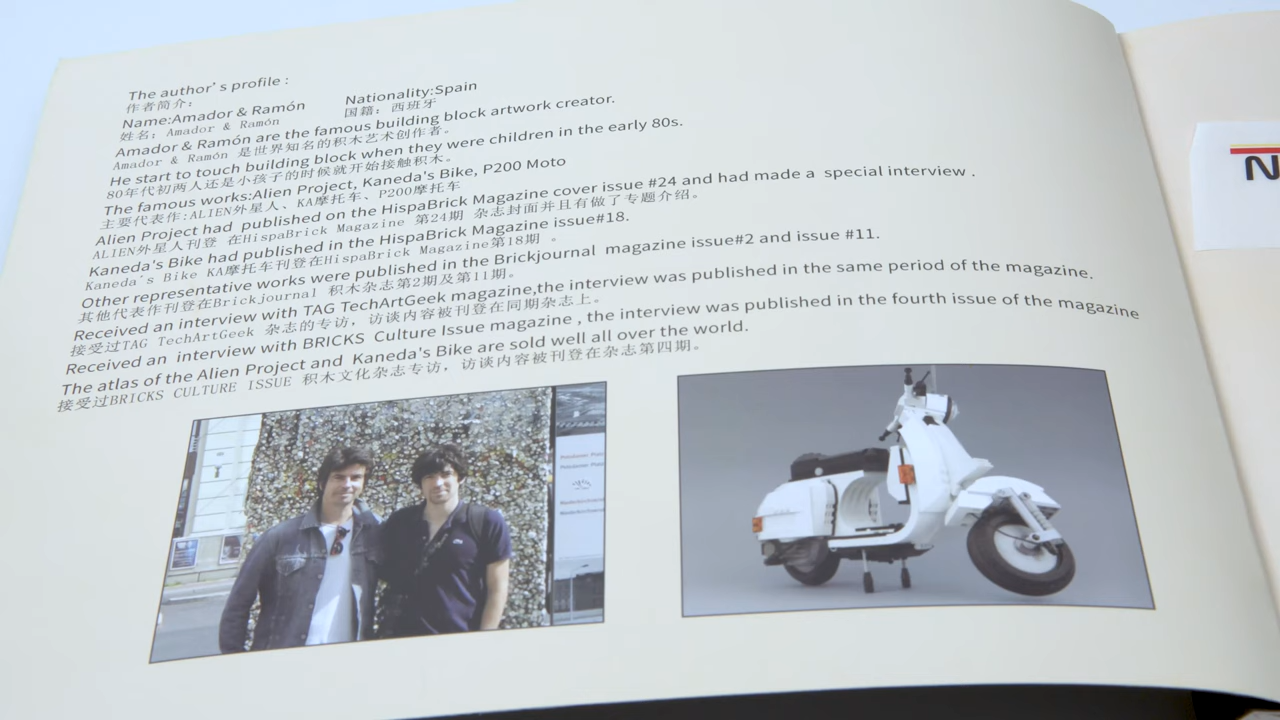 The author's profile :
作者简介:
Name:Amador & Ramón Nationality:Spain
姓名: Amador & Ramón 国籍: 西班牙
Amador & Ramón are the famous building block artwork creator.
Amador & Ramón 是世界知名的积木艺术创作者。
He start to touch building block when they were children in the early 80s.
80年代初两人还是小孩子的时候就开始接触积木。
The famous works:Alien Project, Kaneda's Bike, P200 Moto
主要代表作:ALIEN外星人、KA摩托车、P200摩托车
Alien Project had published on the HispaBrick Magazine cover issue #24 and had made a special interview .
ALIEN外星人刊登 在HispaBrick Magazine 第24期 杂志封面并且有做了专题介绍。
Kaneda's Bike had published in the HispaBrick Magazine issue#18.
Kaneda's Bike KA摩托车刊登在HispaBrick Magazine第18期 。
Other representative works were published in the Brickjournal magazine issue#2 and issue #11.
其他代表作刊登在Brickjournal 积木杂志第2期及第11期。
Received an interview with TAG TechArtGeek magazine,the interview was published in the same period of the magazine.
接受过TAG TechArtGeek 杂志的专访, 访谈内容被刊登在同期杂志上。
Received an interview with BRICKS Culture Issue magazine , the interview was published in the fourth issue of the magazine
The atlas of the Alien Project and Kaneda's Bike are sold well all over the world.
接受过BRICKS CULTURE ISSUE 积木文化杂志专访, 访谈内容被刊登在杂志第四期。
N